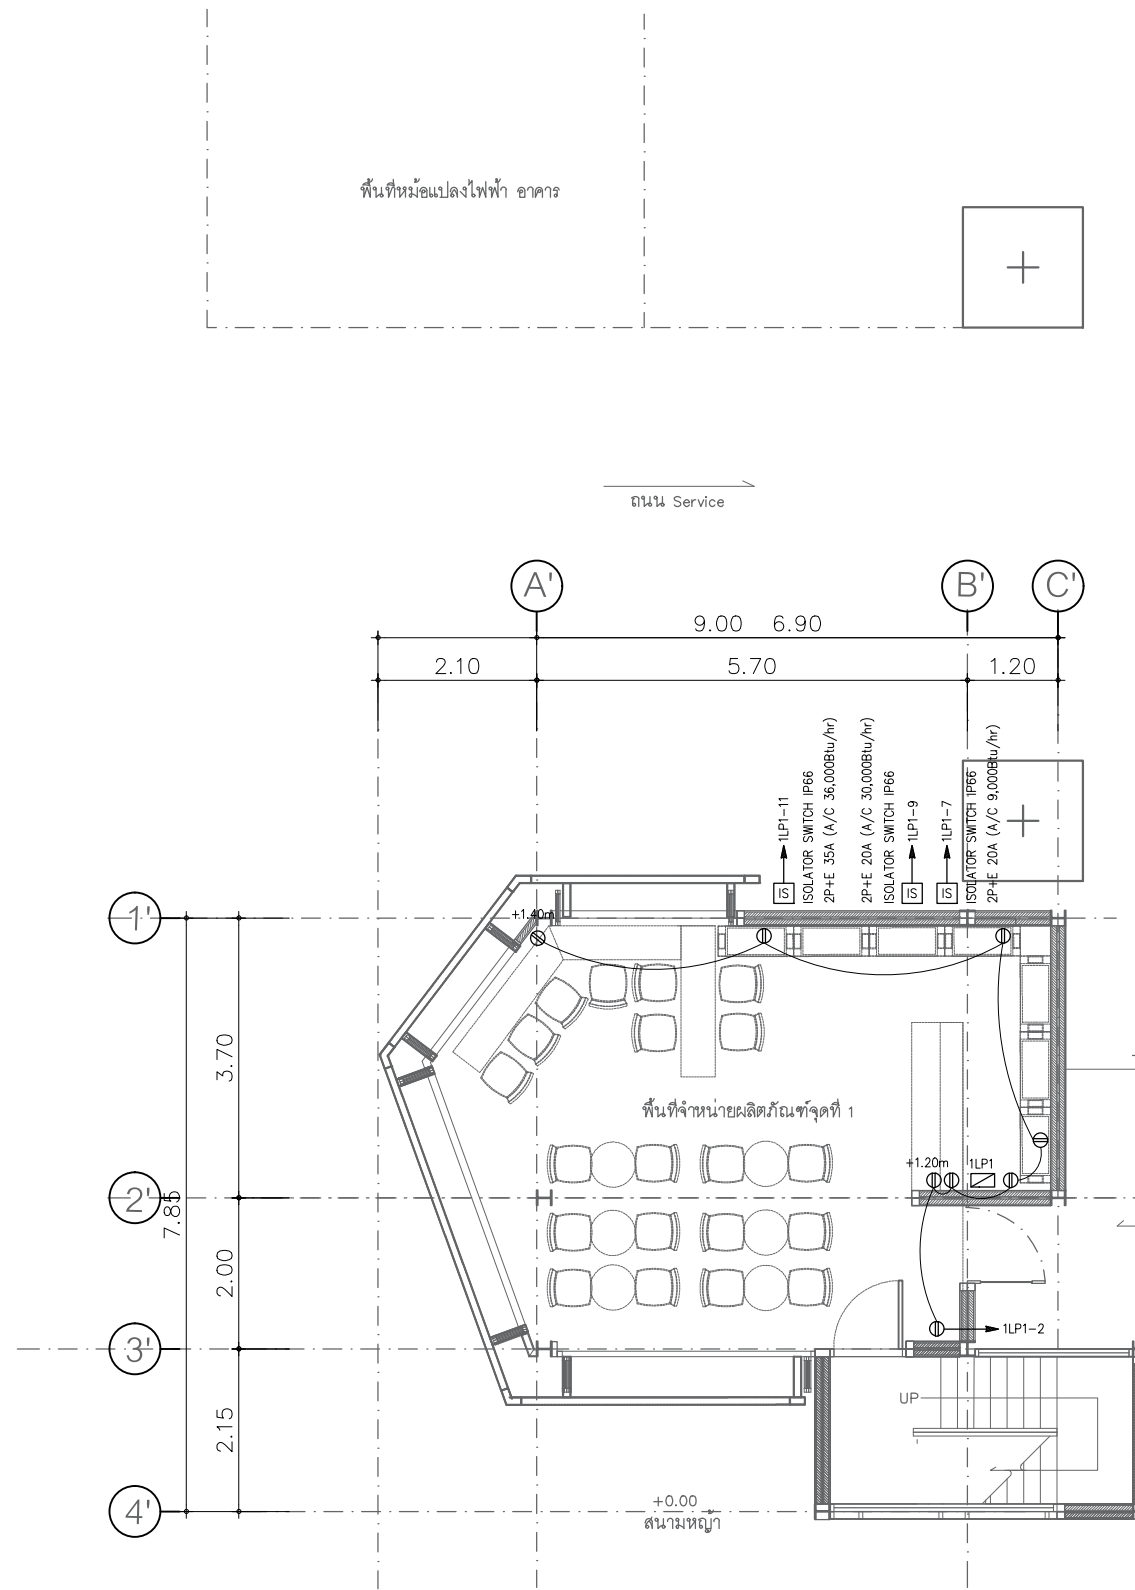 พื้นที่หม้อแปลงไฟฟ้า อาคาร
ถนน Service
A'
B'
C'
9.00 6.90
2.10
5.70
1.20
1LP1-11
ISOLATOR SWITCH IP66
2P+E 35A (A/C 36,000Btu/hr)
2P+E 20A (A/C 30,000Btu/hr)
ISOLATOR SWITCH IP66
1LP1-9
1LP1-7
ISOLATOR SWITCH IP66
2P+E 20A (A/C 9,000Btu/hr)
IS
IS
IS
1'
+1.40m
3.70
พื้นที่จำหน่ายผลิตภัณฑ์จุดที่ 1
+1.20m
1LP1
2'
7.85
2.00
1LP1-2
3'
UP
2.15
+0.00
สนามหญ้า
4'